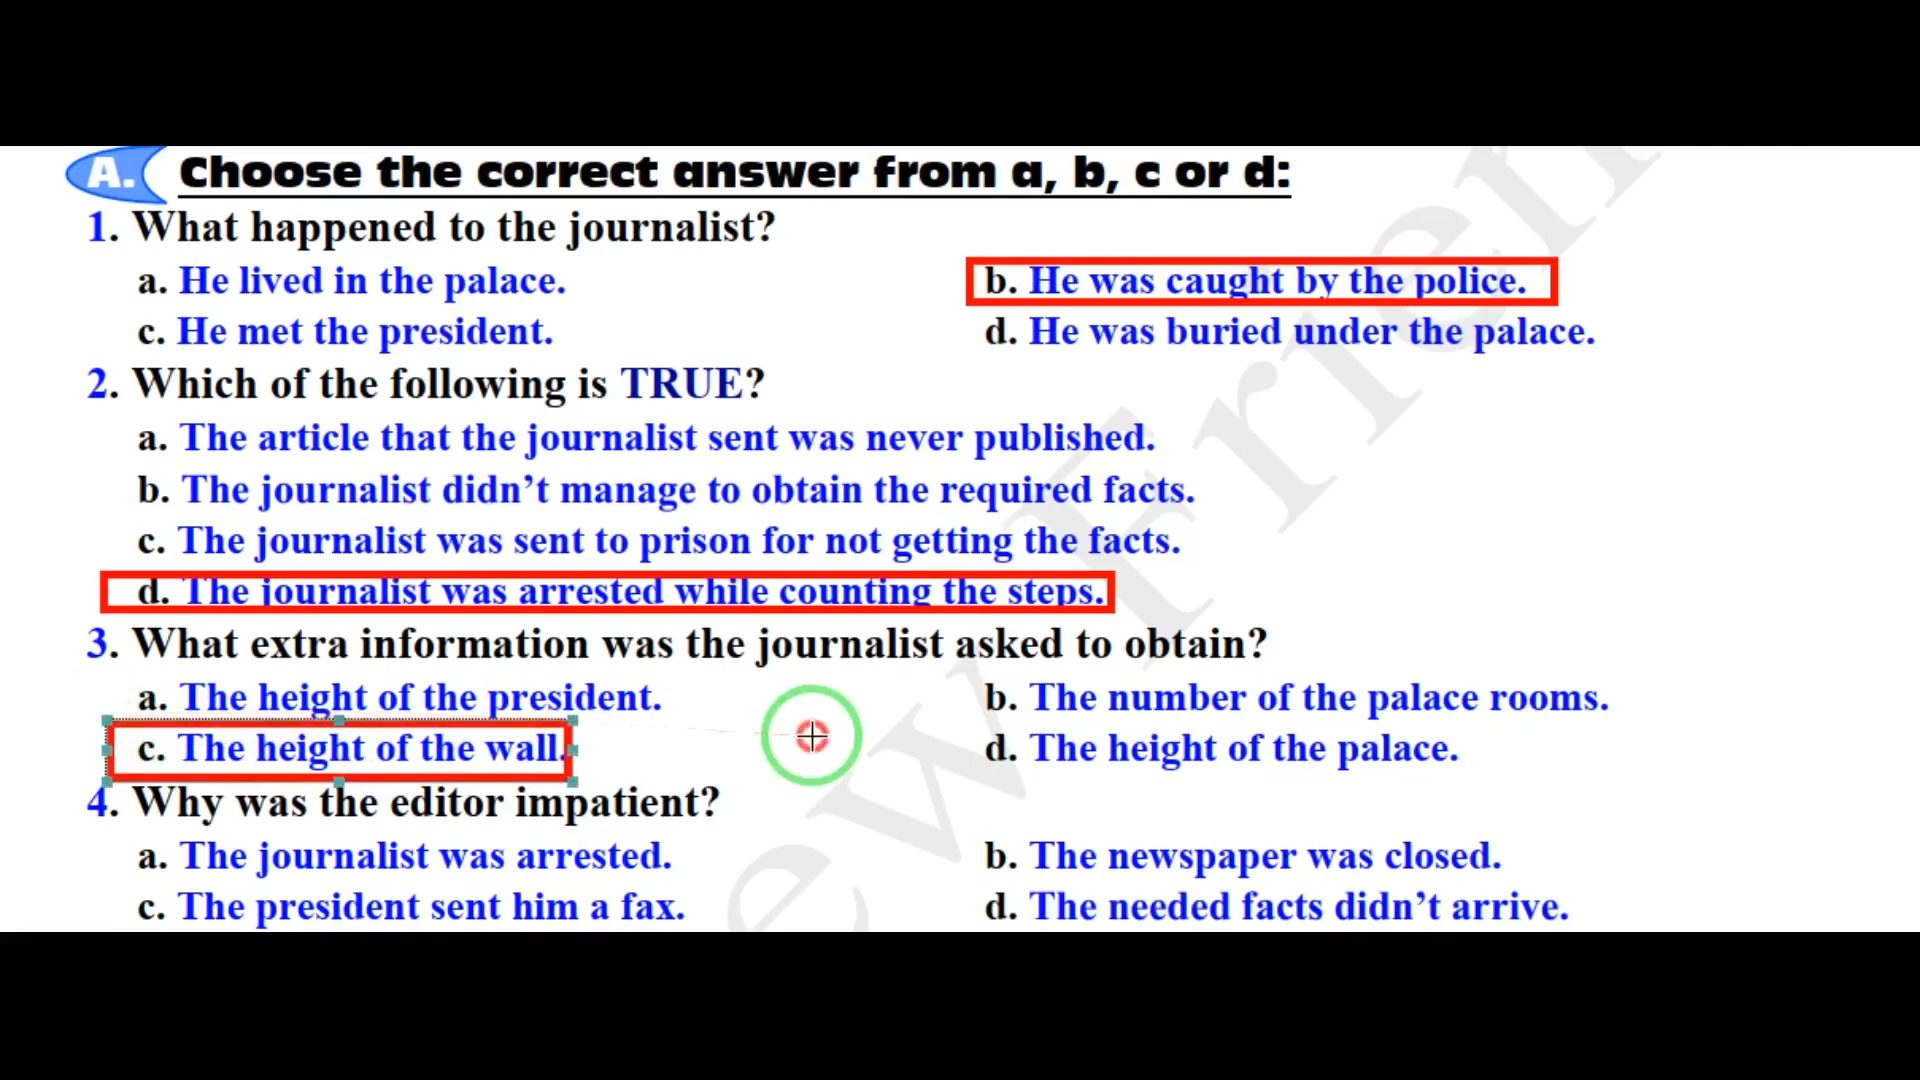 A. Choose the correct answer from a, b, c or d:
1. What happened to the journalist?
a. He lived in the palace. b. He was caught by the police.
c. He met the president. d. He was buried under the palace.
2. Which of the following is TRUE?
a. The article that the journalist sent was never published.
b. The journalist didn’t manage to obtain the required facts.
c. The journalist was sent to prison for not getting the facts.
d. The journalist was arrested while counting the steps.
3. What extra information was the journalist asked to obtain?
a. The height of the president. b. The number of the palace rooms.
c. The height of the wall. d. The height of the palace.
4. Why was the editor impatient?
a. The journalist was arrested. b. The newspaper was closed.
c. The president sent him a fax. d. The needed facts didn’t arrive.